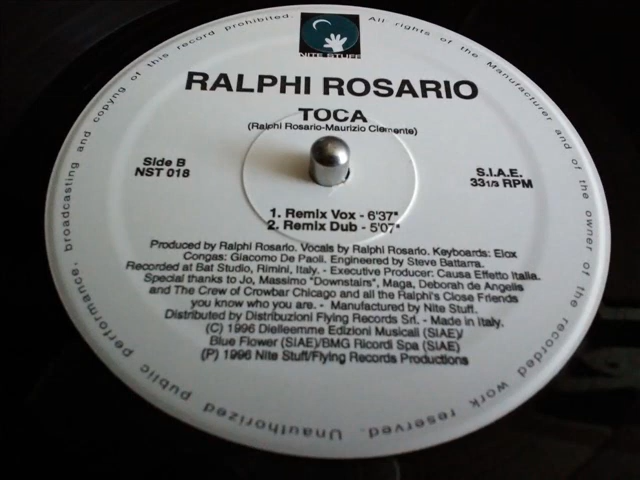 All rights of the Manufacturer and of the owner of the recorded work reserved. Unauthorized public performance, broadcasting and copying of this record prohibited.
NITE STUFF
RALPHI ROSARIO
TOCA
(Ralphi Rosario-Maurizio Clemente)
Side B
NST 018
S.I.A.E.
33 1/3 RPM
1. Remix Vox - 6'37"
2. Remix Dub - 5'07"
Produced by Ralphi Rosario. Vocals by Ralphi Rosario. Keyboards: Elox
Congas: Giacomo De Paoli. Engineered by Steve Battarra.
Recorded at Bat Studio, Rimini, Italy. - Executive Producer: Causa Effetto Italia.
Special thanks to Jo, Massimo "Downstairs", Maga, Deborah de Angelis
and The Crew of Crowbar Chicago and all the Ralphi's Close Friends
you know who you are. - Manufactured by Nite Stuff.
Distributed by Distribuzioni Flying Records Srl. - Made in Italy.
(C) 1996 Dielleemme Edizioni Musicali (SIAE)/
Blue Flower (SIAE)/BMG Ricordi Spa (SIAE)
(P) 1996 Nite Stuff/Flying Records Productions